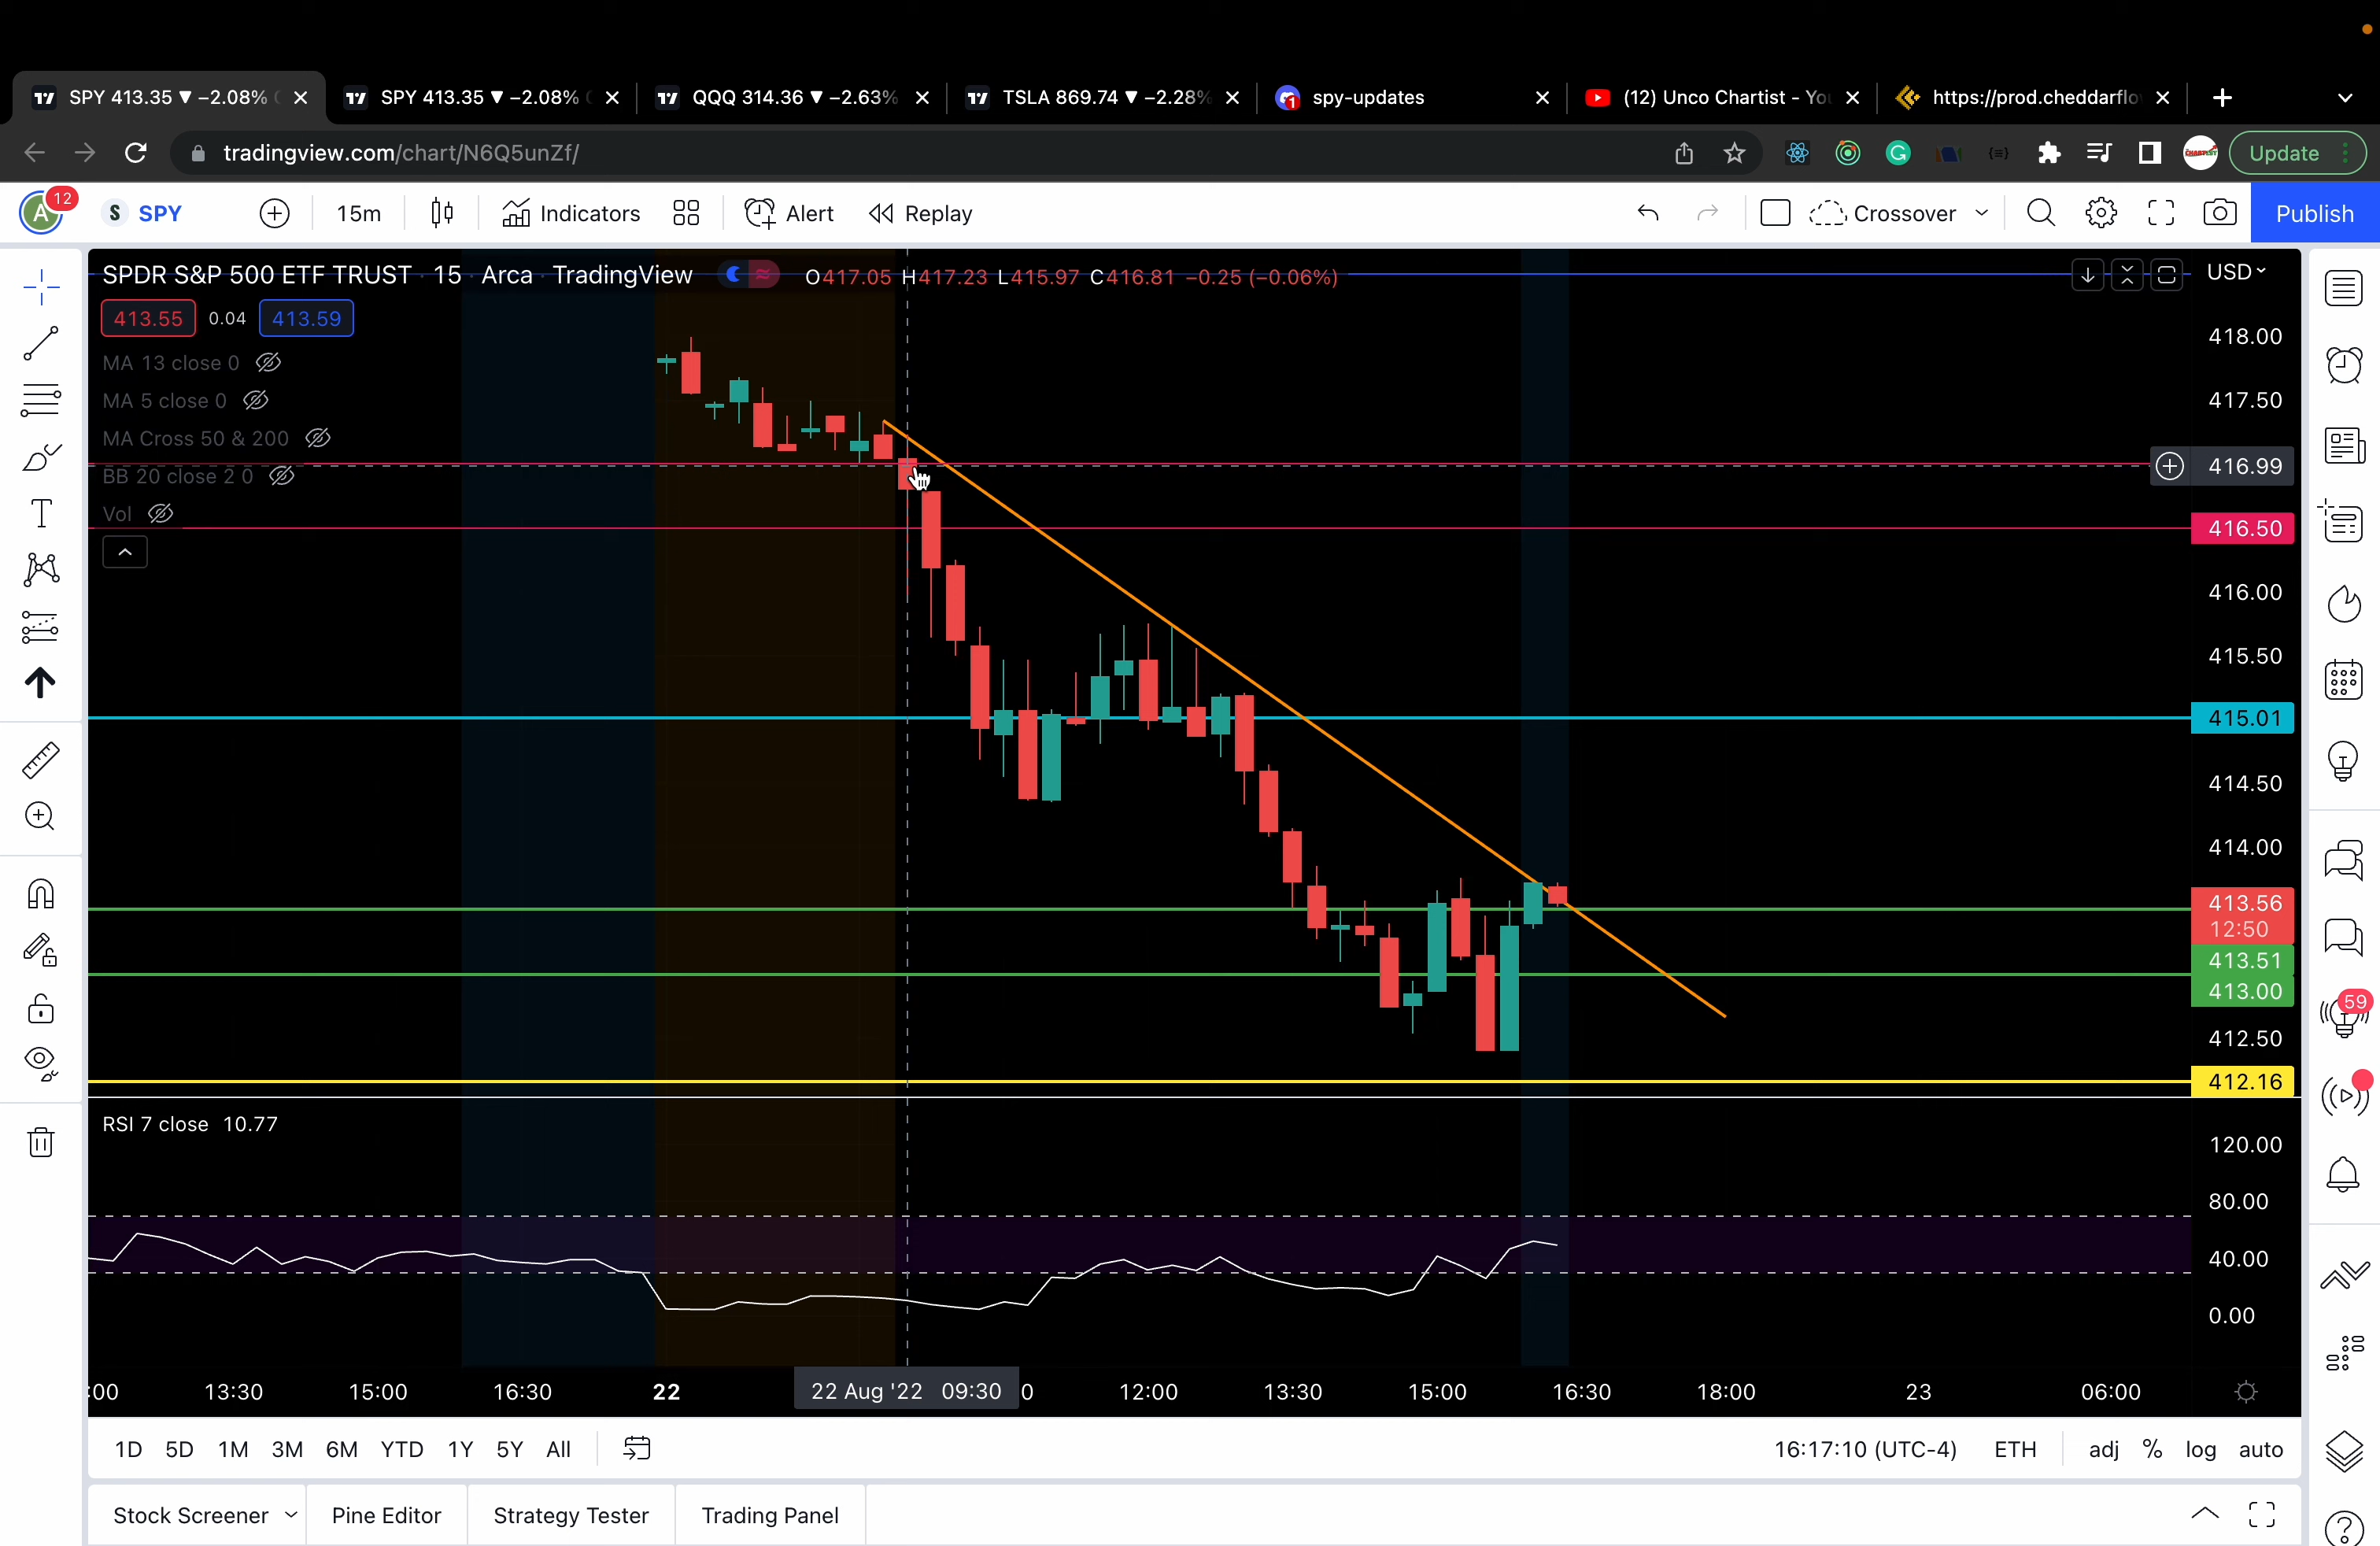 SPY 413.35 ▼ −2.08%
SPY 413.35 ▼ −2.08%
QQQ 314.36 ▼ −2.63%
TSLA 869.74 ▼ −2.28%
1 spy-updates
(12) Unco Chartist - You
https://prod.cheddarflo
tradingview.com/chart/N6Q5unZf/
Update
A 12
S SPY
15m
Indicators
Alert
Replay
Crossover
Publish
SPDR S&P 500 ETF TRUST · 15 · Arca · TradingView
O417.05 H417.23 L415.97 C416.81 −0.25 (−0.06%)
USD
413.55 0.04 413.59
MA 13 close 0
MA 5 close 0
MA Cross 50 & 200
BB 20 close 2 0
Vol
418.00
417.50
416.99
416.50
416.00
415.50
415.01
414.50
414.00
413.56
12:50
413.51
413.00
412.50
412.16
59
RSI 7 close 10.77
120.00
80.00
40.00
0.00
:00 13:30 15:00 16:30 22 22 Aug '22 09:30 0 12:00 13:30 15:00 16:30 18:00 23 06:00
1D 5D 1M 3M 6M YTD 1Y 5Y All
16:17:10 (UTC-4) ETH adj % log auto
Stock Screener Pine Editor Strategy Tester Trading Panel